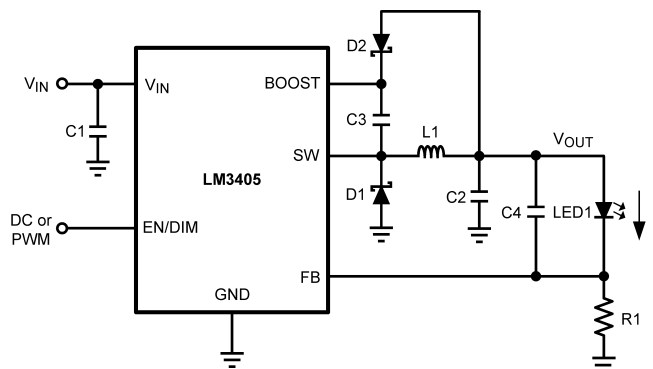 D2
VIN
VIN
BOOST
C1
C3
L1
VOUT
SW
LM3405
D1
C2
C4
LED1
DC or
PWM
EN/DIM
FB
GND
R1